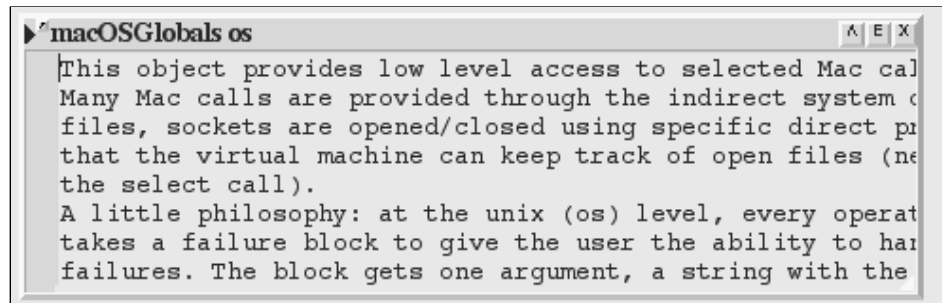 macOSGlobals os
Λ E X
This object provides low level access to selected Mac cal
Many Mac calls are provided through the indirect system
files, sockets are opened/closed using specific direct
that the virtual machine can keep track of open files (ne
the select call).
A little philosophy: at the unix (os) level, every operat
takes a failure block to give the user the ability to
failures. The block gets one argument, a string with the